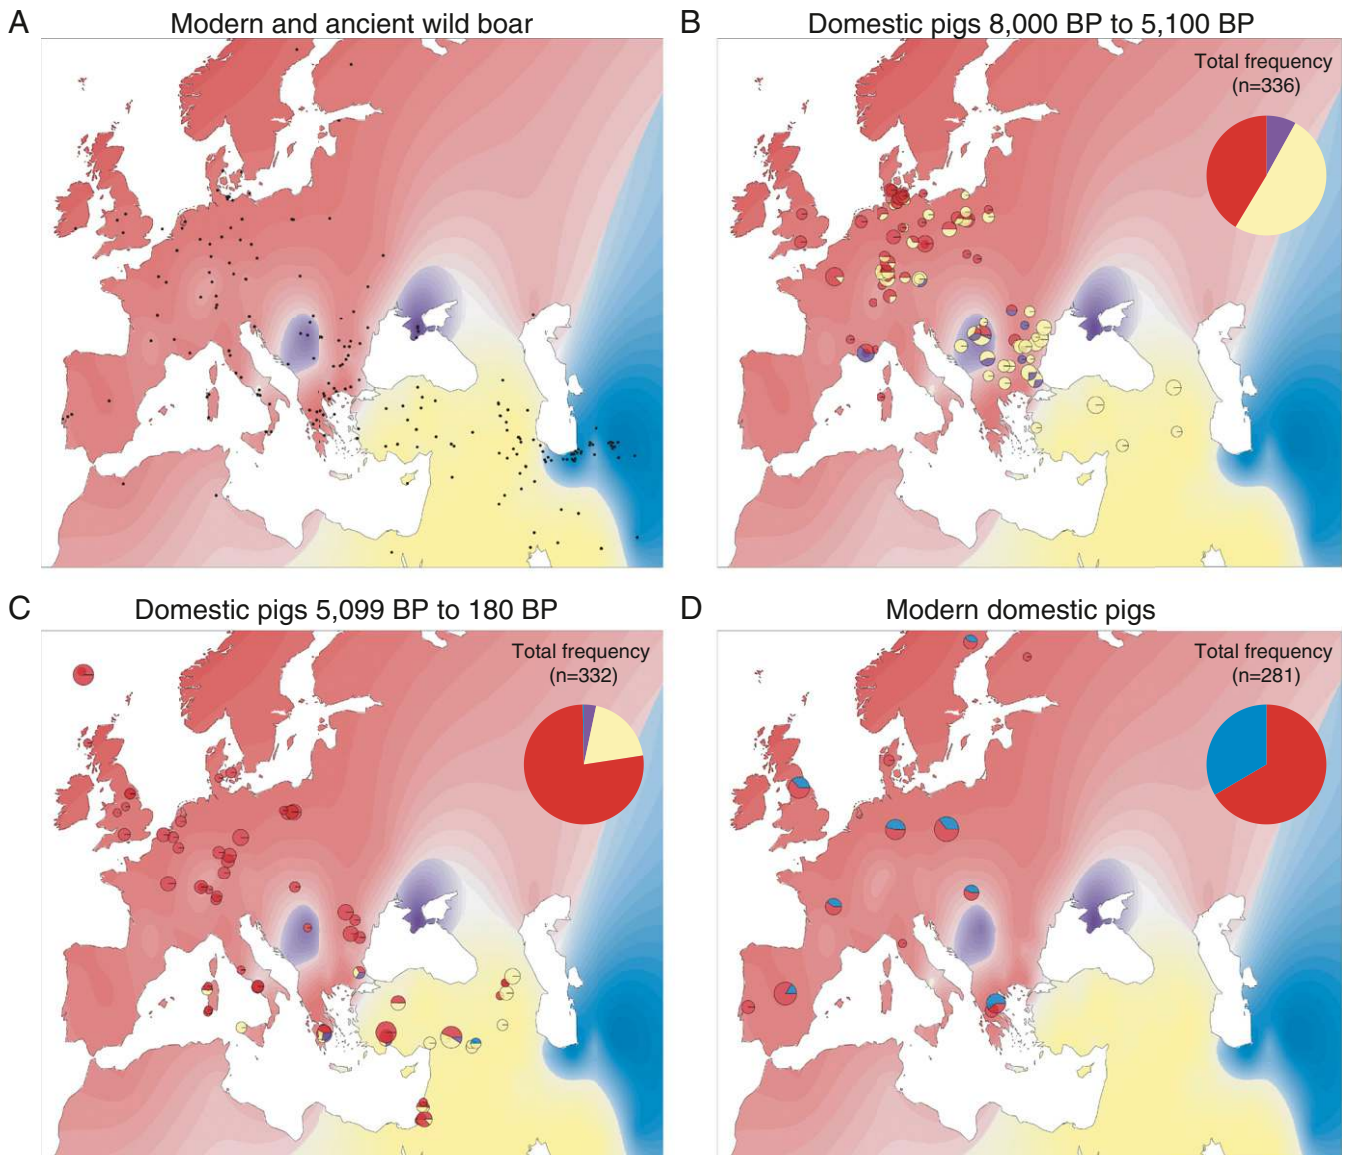 A
Modern and ancient wild boar
B
Domestic pigs 8,000 BP to 5,100 BP
Total frequency
(n=336)
C
Domestic pigs 5,099 BP to 180 BP
Total frequency
(n=332)
D
Modern domestic pigs
Total frequency
(n=281)